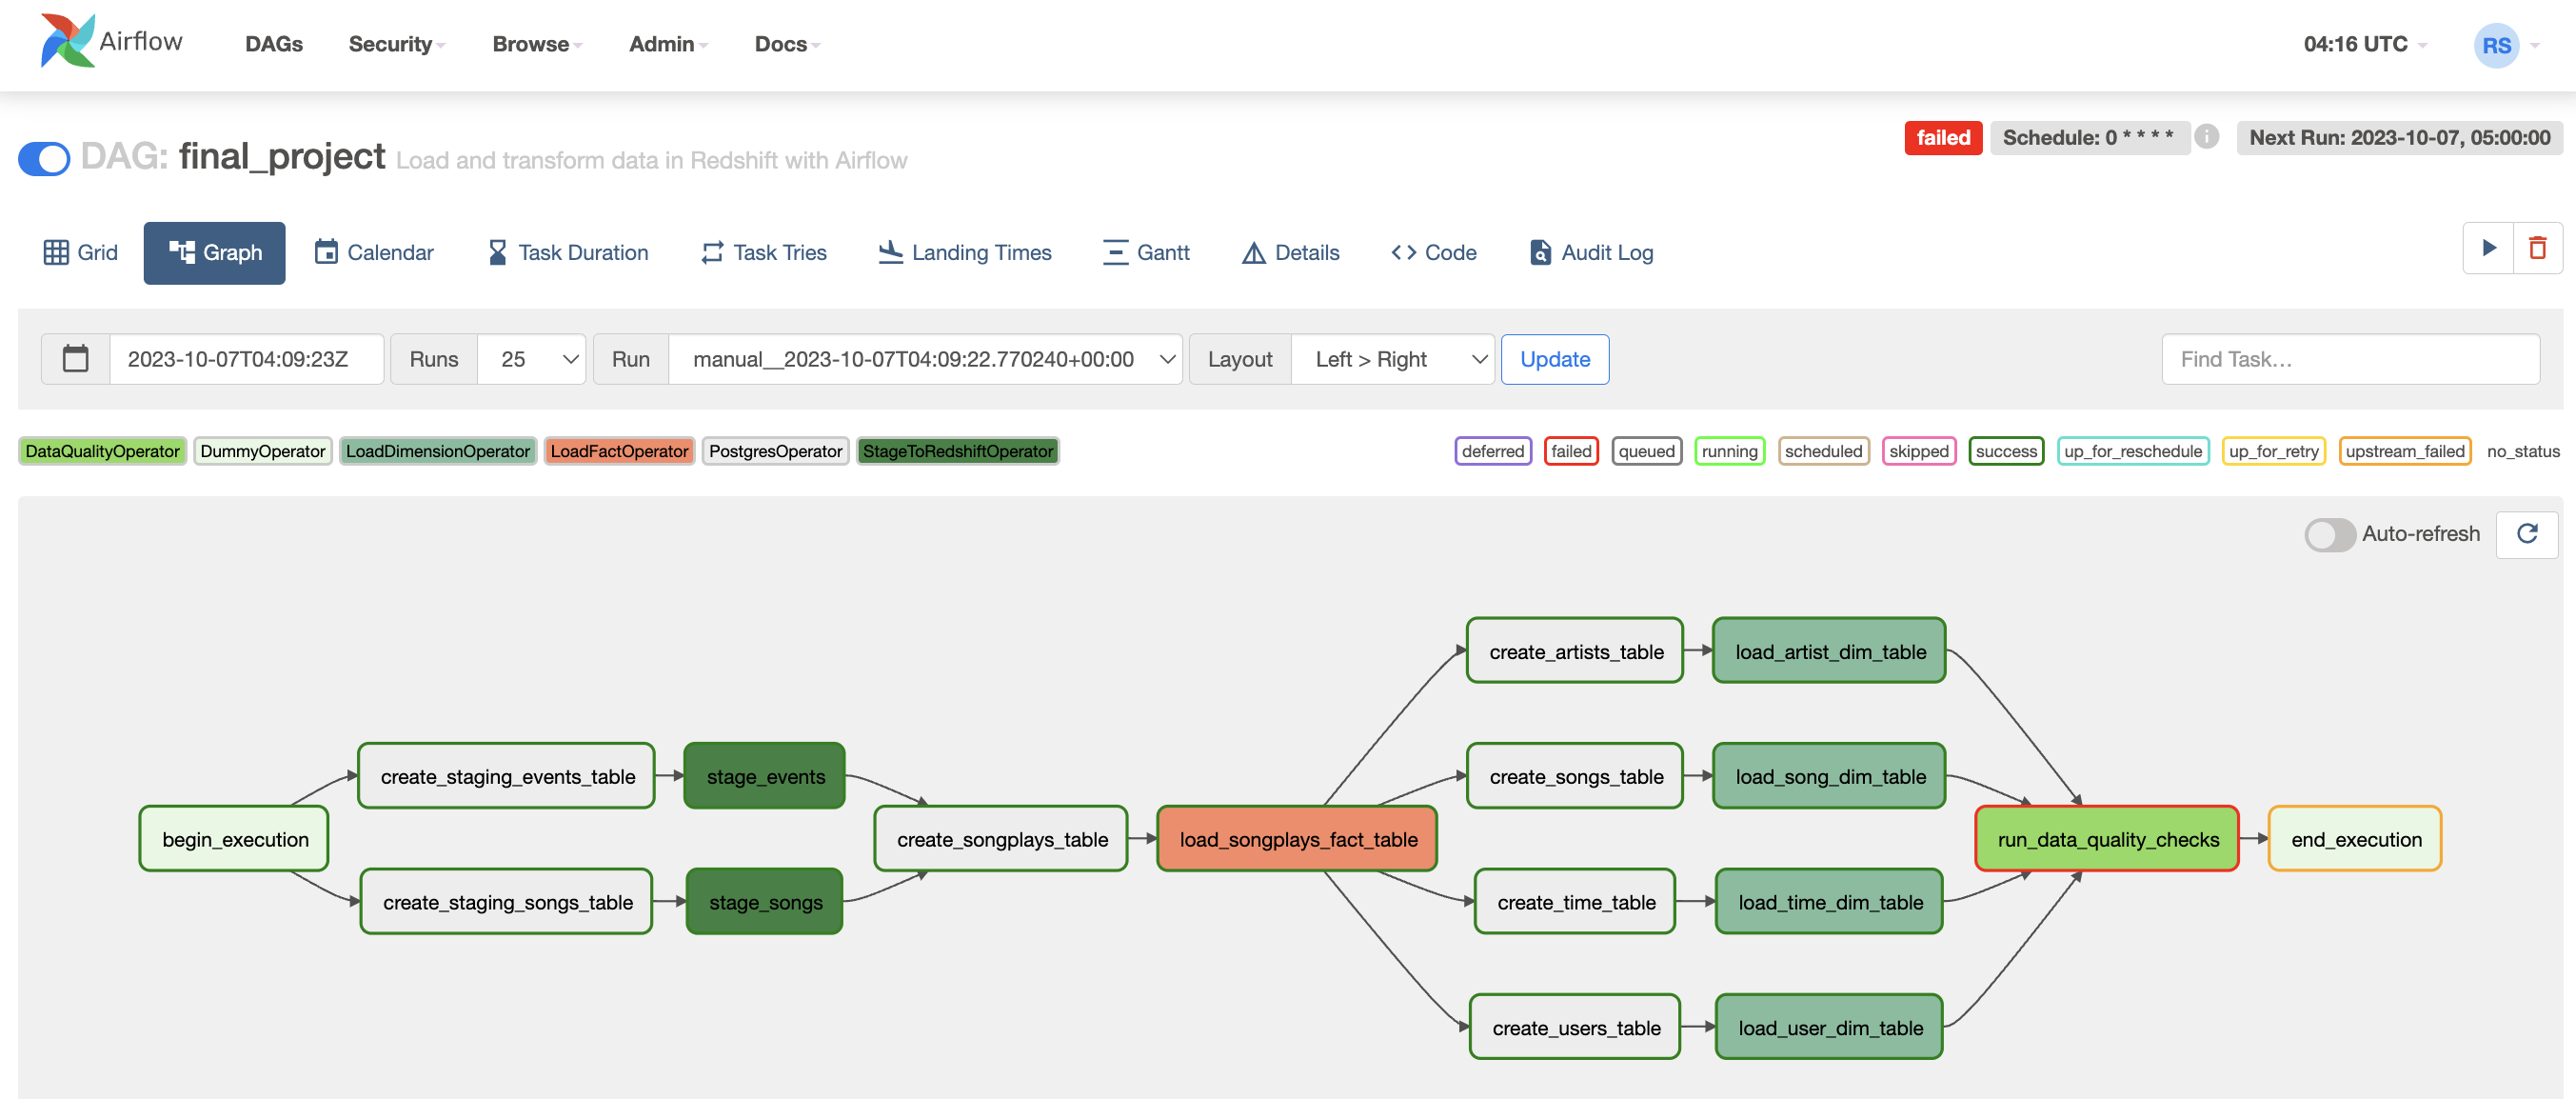 Airflow DAGs Security Browse Admin Docs 04:16 UTC RS
DAG: final_project Load and transform data in Redshift with Airflow failed Schedule: 0 * * * * i Next Run: 2023-10-07, 05:00:00
Grid Graph Calendar Task Duration Task Tries Landing Times Gantt Details Code Audit Log
2023-10-07T04:09:23Z Runs 25 Run manual__2023-10-07T04:09:22.770240+00:00 Layout Left > Right Update Find Task...
DataQualityOperator DummyOperator LoadDimensionOperator LoadFactOperator PostgresOperator StageToRedshiftOperator deferred failed queued running scheduled skipped success up_for_reschedule up_for_retry upstream_failed no_status
Auto-refresh
create_artists_table load_artist_dim_table
create_staging_events_table stage_events create_songs_table load_song_dim_table
begin_execution create_songplays_table load_songplays_fact_table run_data_quality_checks end_execution
create_staging_songs_table stage_songs create_time_table load_time_dim_table
create_users_table load_user_dim_table